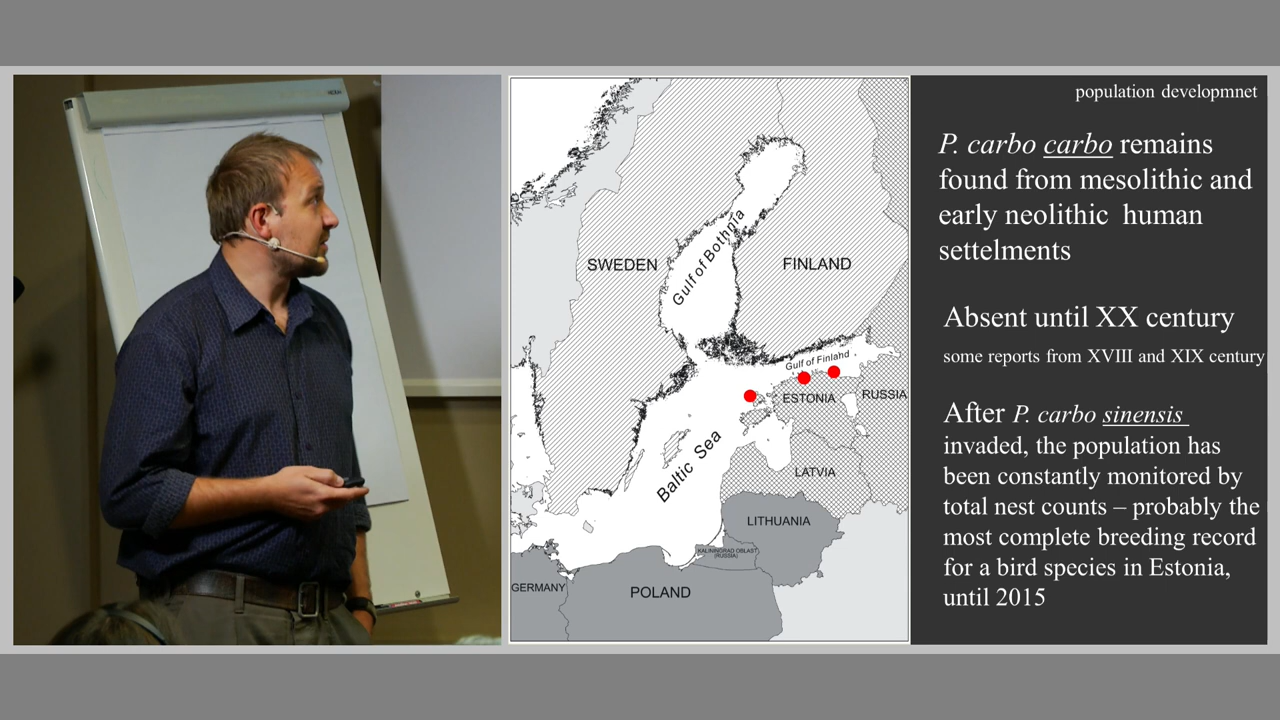 population developmnet
P. carbo carbo remains
found from mesolithic and
early neolithic human
settelments
Absent until XX century
some reports from XVIII and XIX century
After P. carbo sinensis
invaded, the population has
been constantly monitored by
total nest counts – probably the
most complete breeding record
for a bird species in Estonia,
until 2015
SWEDEN
FINLAND
Gulf of Bothnia
Gulf of Finland
ESTONIA
RUSSIA
Baltic Sea
LATVIA
LITHUANIA
KALININGRAD OBLAST
(RUSSIA)
GERMANY
POLAND